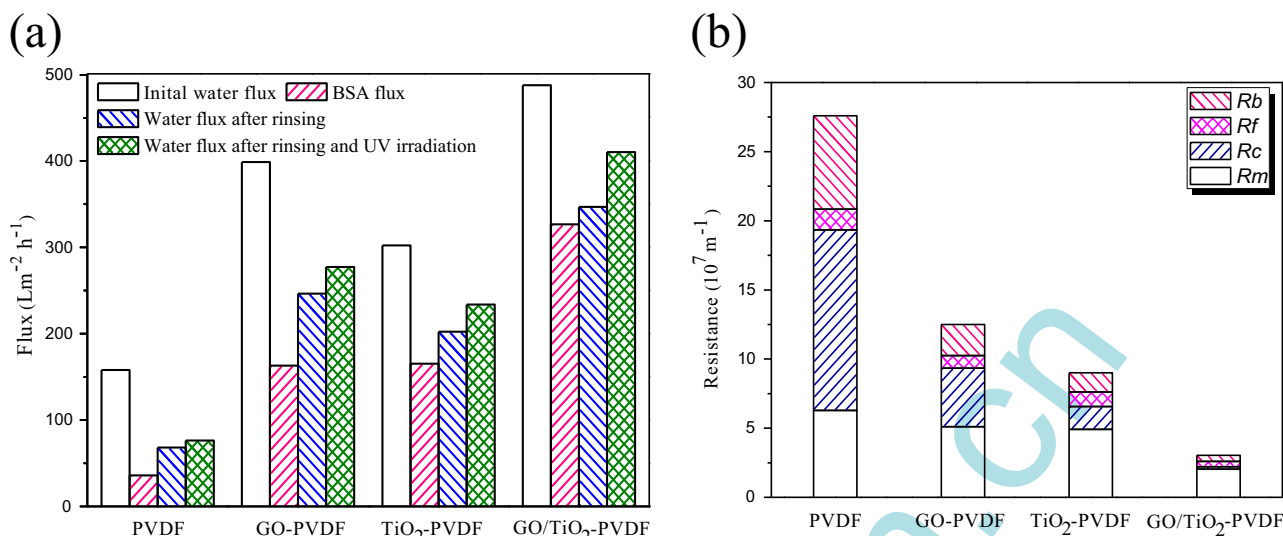 (a)
500
400
300
200
100
0
Flux (Lm⁻² h⁻¹)
Inital water flux
BSA flux
Water flux after rinsing
Water flux after rinsing and UV irradiation
PVDF
GO-PVDF
TiO₂-PVDF
GO/TiO₂-PVDF
(b)
30
25
20
15
10
5
0
Resistance (10⁷ m⁻¹)
Rb
Rf
Rc
Rm
PVDF
GO-PVDF
TiO₂-PVDF
GO/TiO₂-PVDF
.cn